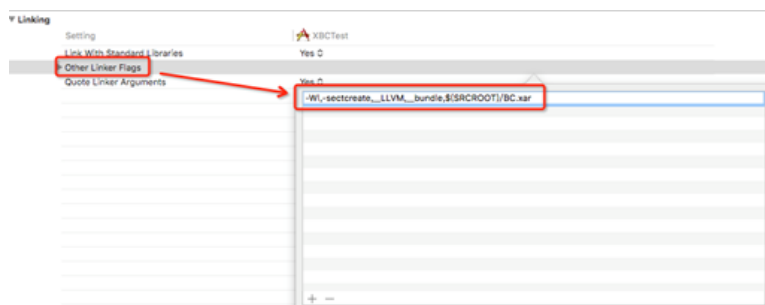 ▼ Linking
Setting XBCTest
Link With Standard Libraries Yes
Other Linker Flags
Quote Linker Arguments Yes
-Wl,-sectcreate,__LLVM,__bundle,$(SRCROOT)/BC.xar
+ −